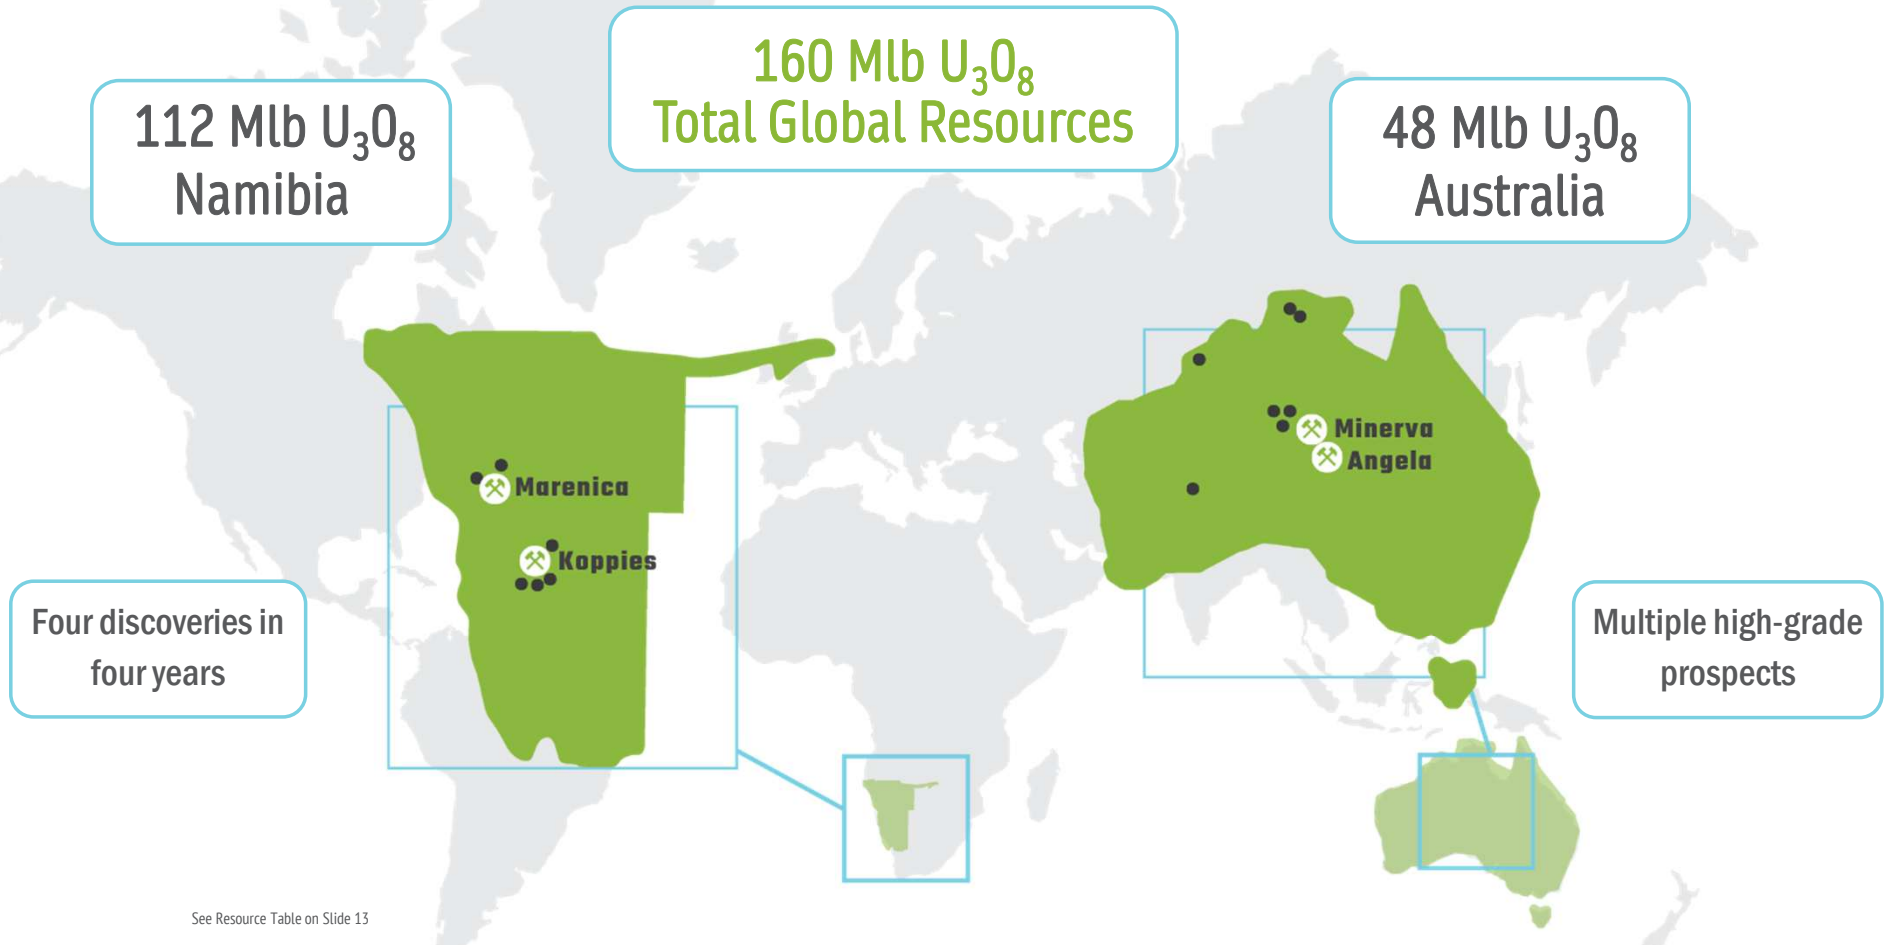 160 Mlb U₃O₈
Total Global Resources
112 Mlb U₃O₈
Namibia
48 Mlb U₃O₈
Australia
Minerva
Angela
Marenica
Koppies
Four discoveries in
four years
Multiple high-grade
prospects
See Resource Table on Slide 13